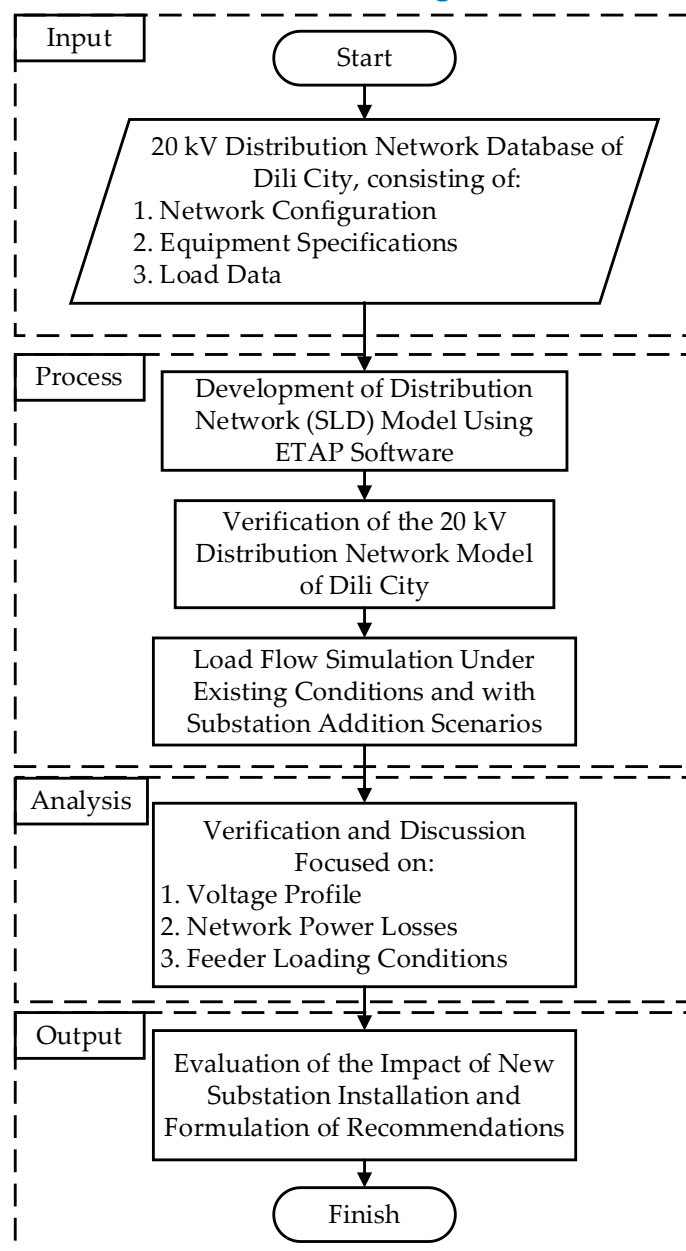 Input
Start
20 kV Distribution Network Database of
Dili City, consisting of:
1. Network Configuration
2. Equipment Specifications
3. Load Data
Process
Development of Distribution
Network (SLD) Model Using
ETAP Software
Verification of the 20 kV
Distribution Network Model
of Dili City
Load Flow Simulation Under
Existing Conditions and with
Substation Addition Scenarios
Analysis
Verification and Discussion
Focused on:
1. Voltage Profile
2. Network Power Losses
3. Feeder Loading Conditions
Output
Evaluation of the Impact of New
Substation Installation and
Formulation of Recommendations
Finish